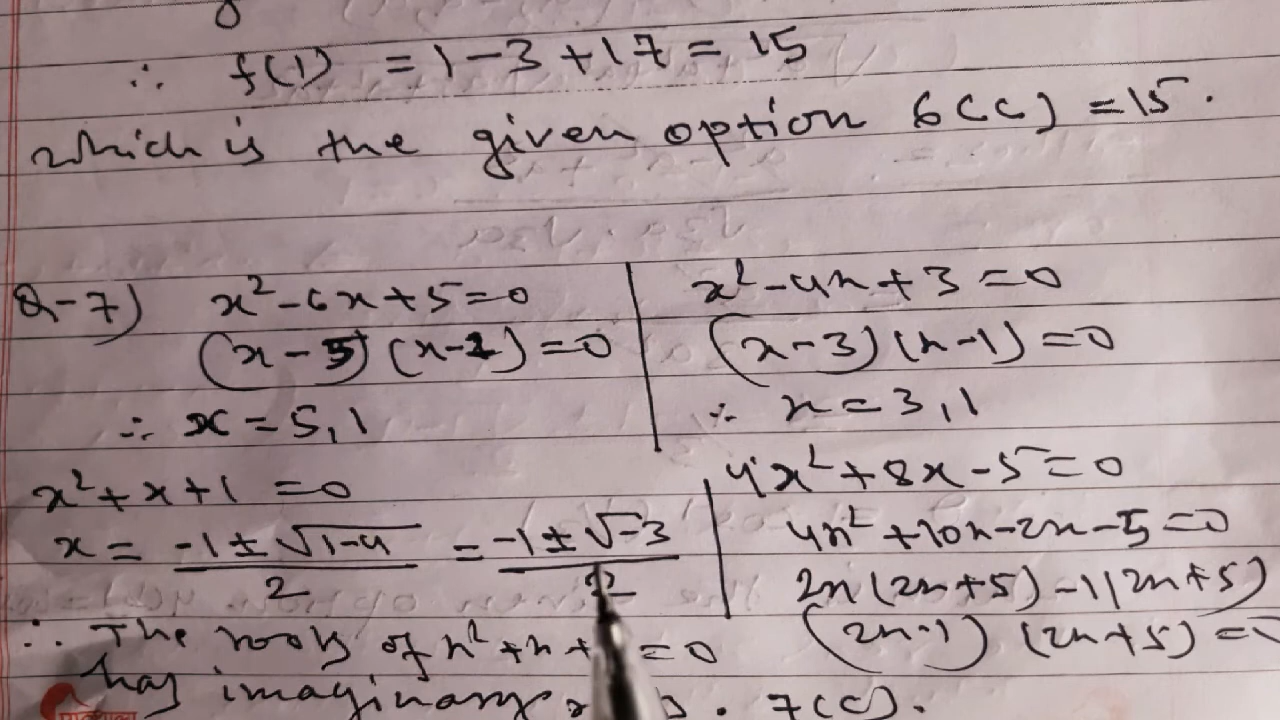 ∴ f(1) = 1-3+17 = 15
which is the given option 6(c) = 15.
Q-7) x²-6x+5=0
(x-5)(x-1)=0
∴ x=5,1
x²-4x+3=0
(x-3)(x-1)=0
∴ x=3,1
x²+x+1=0
x = (-1±√1-4)/2 = (-1±√-3)/2
4x²+8x-5=0
4x²+10x-2x-5=0
2x(2x+5)-1(2x+5)
(2x-1)(2x+5)=0
∴ The roots of x²+x+ =0
has imaginary . 7(c).